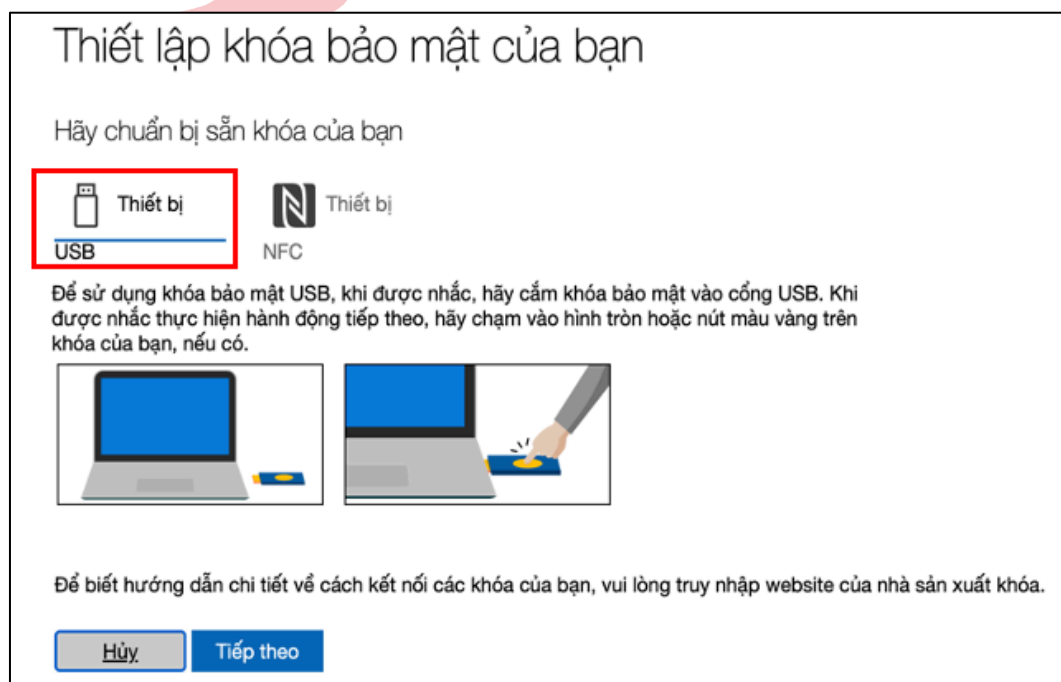 Thiết lập khóa bảo mật của bạn
Hãy chuẩn bị sẵn khóa của bạn
Thiết bị
USB
Thiết bị
NFC
Để sử dụng khóa bảo mật USB, khi được nhắc, hãy cắm khóa bảo mật vào cổng USB. Khi
được nhắc thực hiện hành động tiếp theo, hãy chạm vào hình tròn hoặc nút màu vàng trên
khóa của bạn, nếu có.
Để biết hướng dẫn chi tiết về cách kết nối các khóa của bạn, vui lòng truy nhập website của nhà sản xuất khóa.
Hủy
Tiếp theo